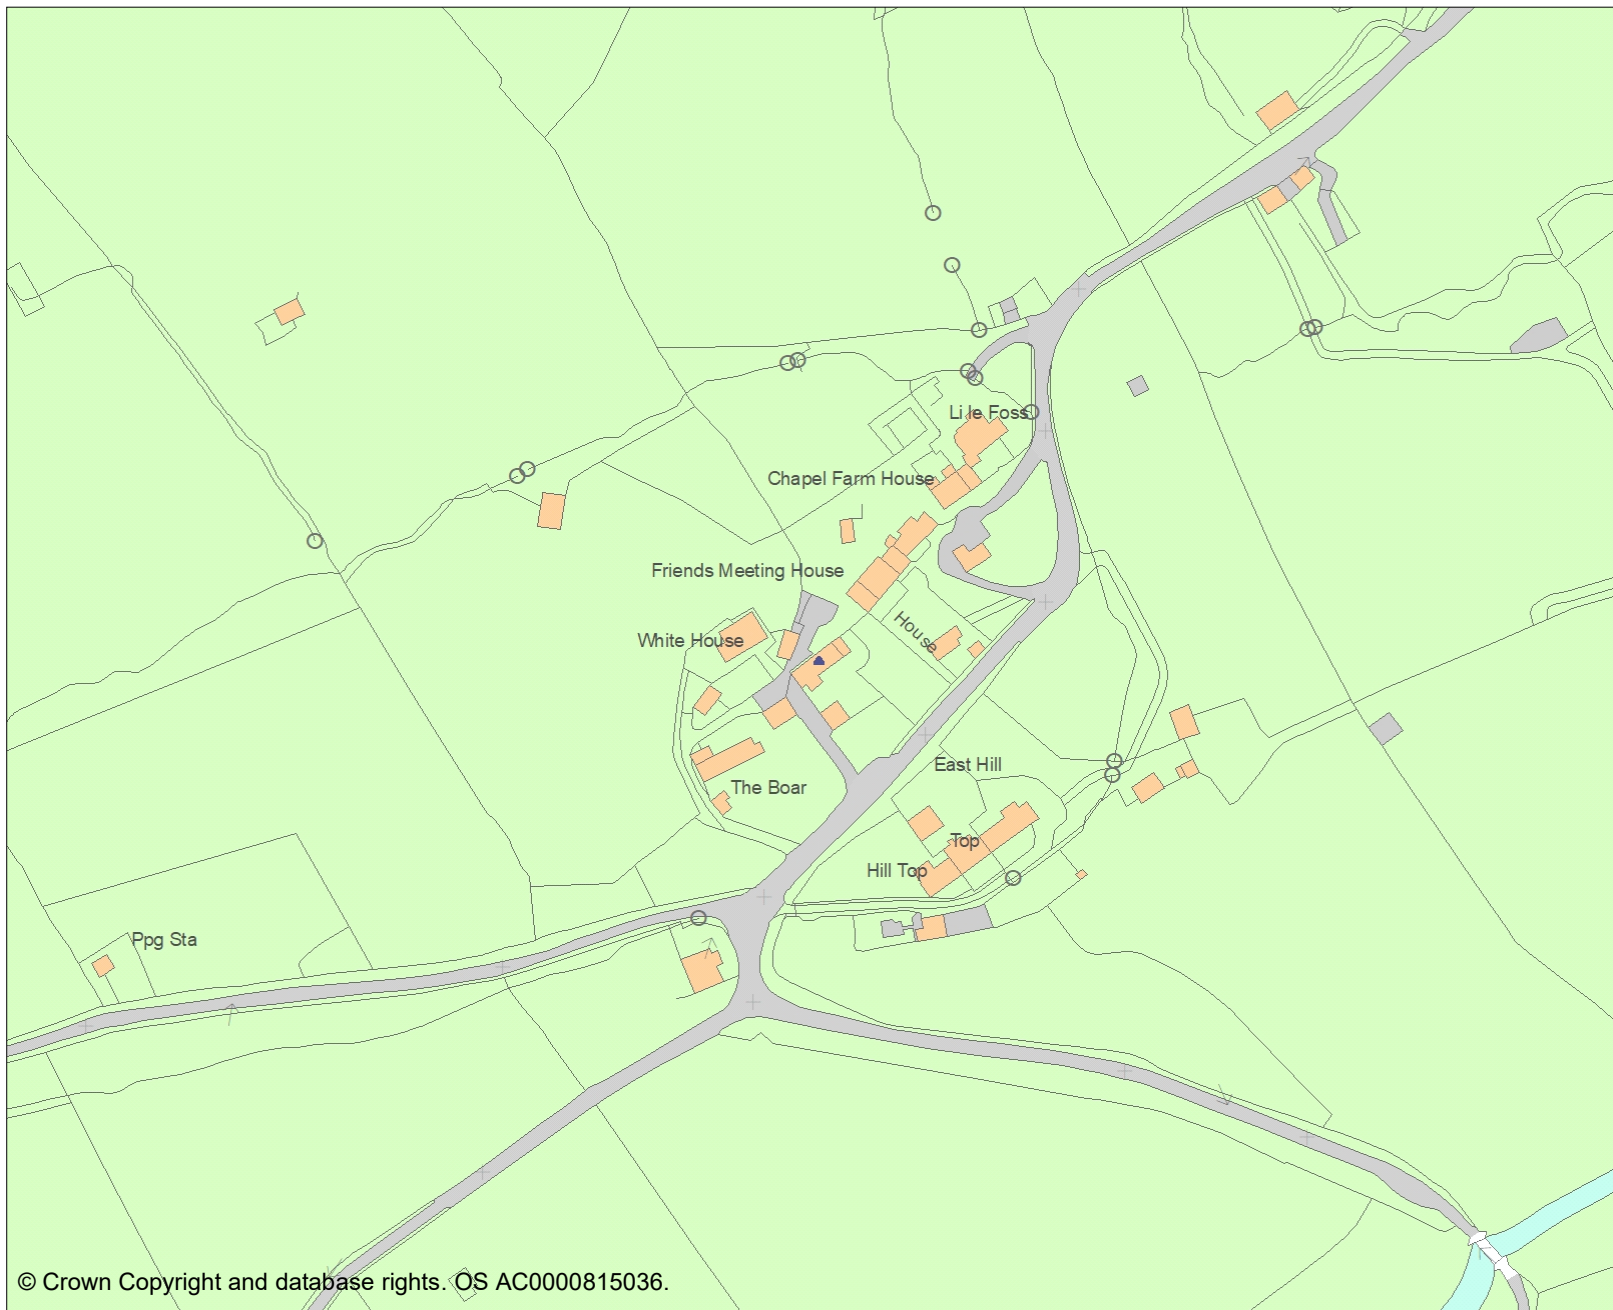 Li le Foss
Chapel Farm House
Friends Meeting House
House
White House
East Hill
The Boar
Top
Hill Top
Ppg Sta
© Crown Copyright and database rights. OS AC0000815036.